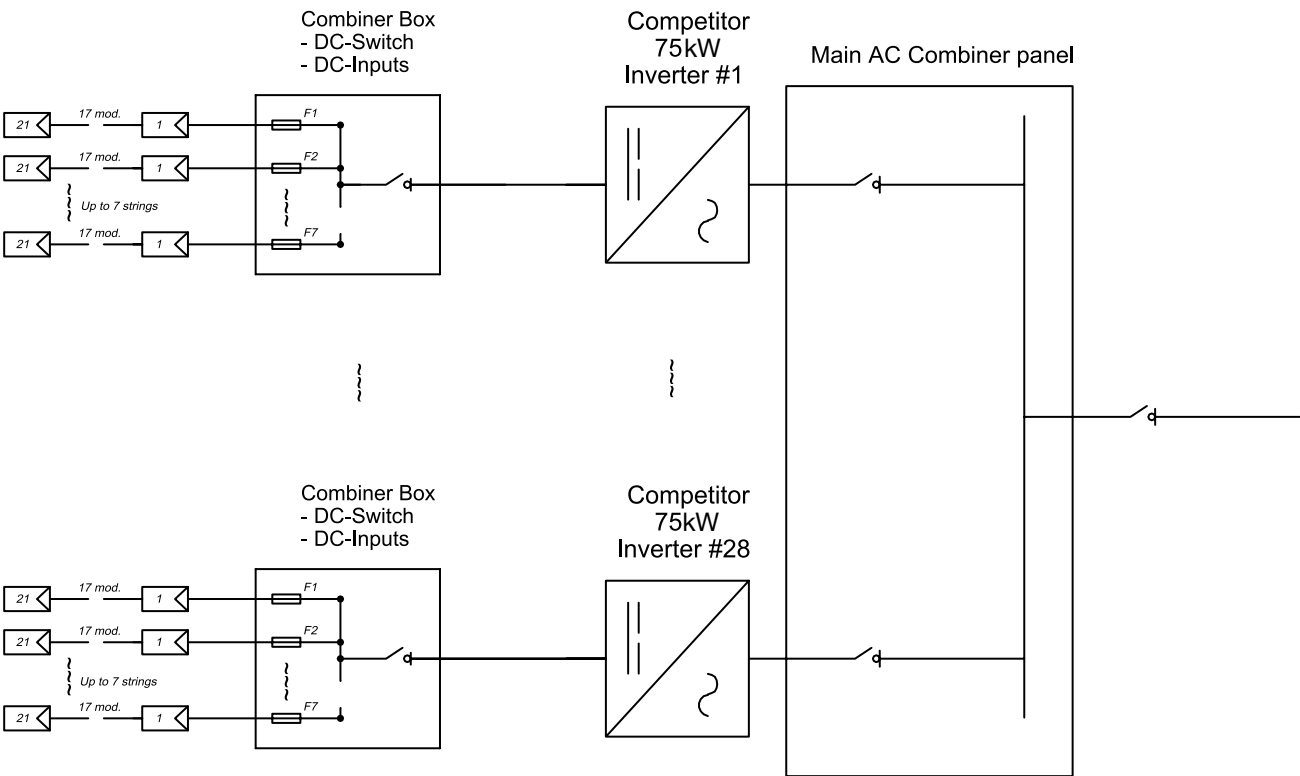 Combiner Box
- DC-Switch
- DC-Inputs
Competitor
75kW
Inverter #1
Main AC Combiner panel
21 17 mod. 1 F1
21 17 mod. 1 F2
Up to 7 strings
21 17 mod. 1 F7
Combiner Box
- DC-Switch
- DC-Inputs
Competitor
75kW
Inverter #28
21 17 mod. 1 F1
21 17 mod. 1 F2
Up to 7 strings
21 17 mod. 1 F7